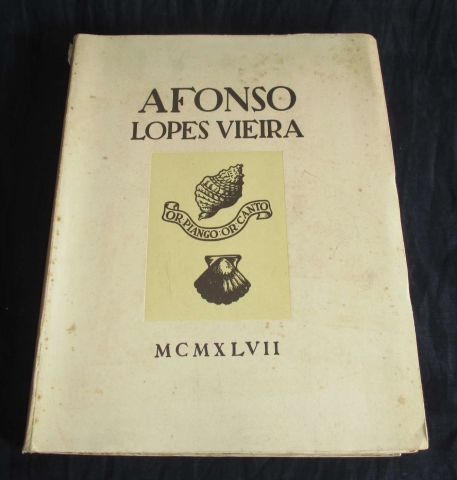 AFONSO
LOPES VIEIRA
OR·PIANGO·OR·CANTO
MCMXLVII